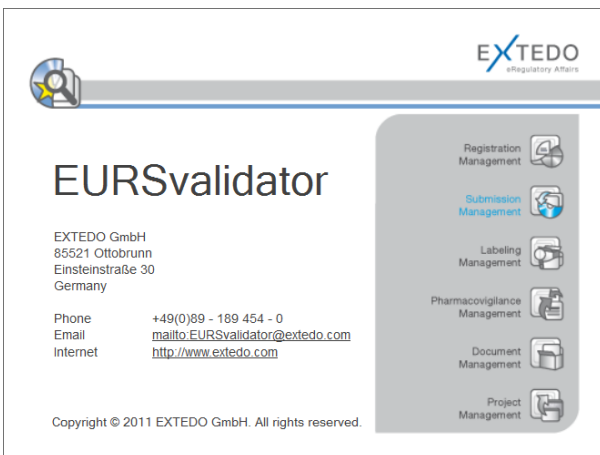 EXTEDO
eRegulatory Affairs
EURSvalidator
EXTEDO GmbH
85521 Ottobrunn
Einsteinstraße 30
Germany
Phone +49(0)89 - 189 454 - 0
Email mailto:EURSvalidator@extedo.com
Internet http://www.extedo.com
Copyright © 2011 EXTEDO GmbH. All rights reserved.
Registration
Management
Submission
Management
Labeling
Management
Pharmacovigilance
Management
Document
Management
Project
Management